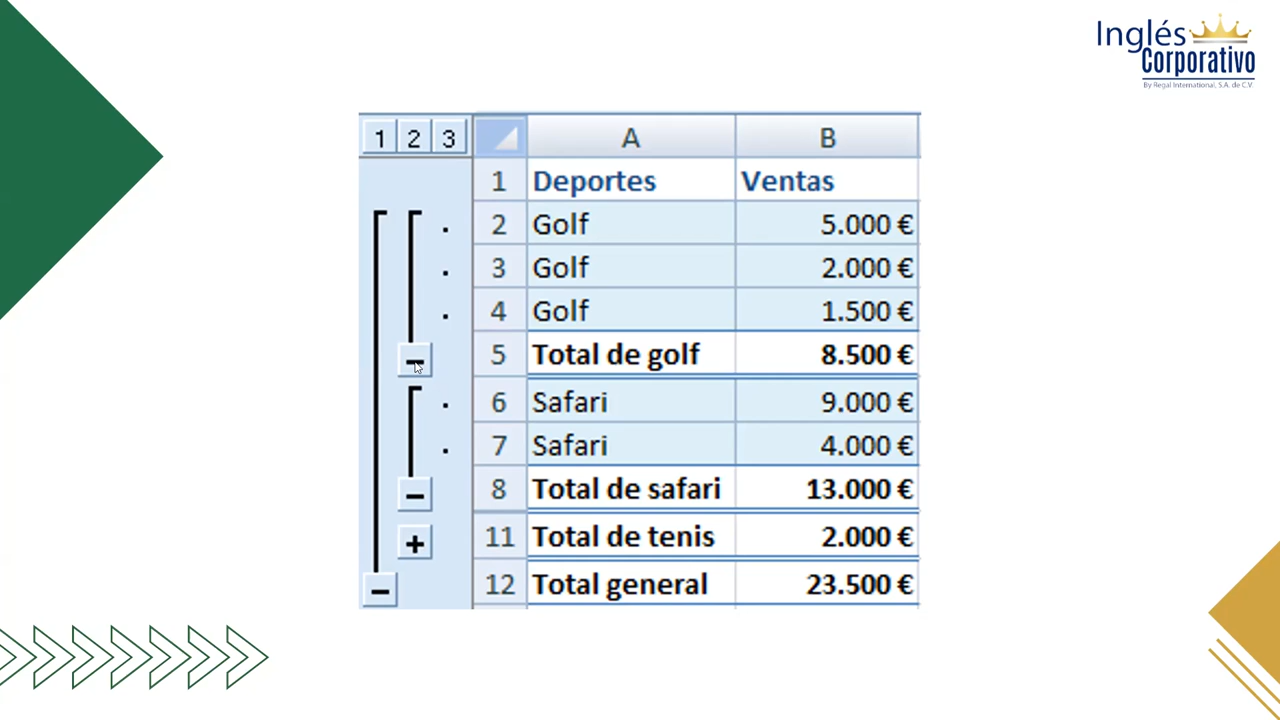 Inglés
Corporativo
By Regal International, S.A. de C.V.
1 2 3 A B
1 Deportes Ventas
2 Golf 5.000 €
3 Golf 2.000 €
4 Golf 1.500 €
5 Total de golf 8.500 €
6 Safari 9.000 €
7 Safari 4.000 €
8 Total de safari 13.000 €
11 Total de tenis 2.000 €
12 Total general 23.500 €